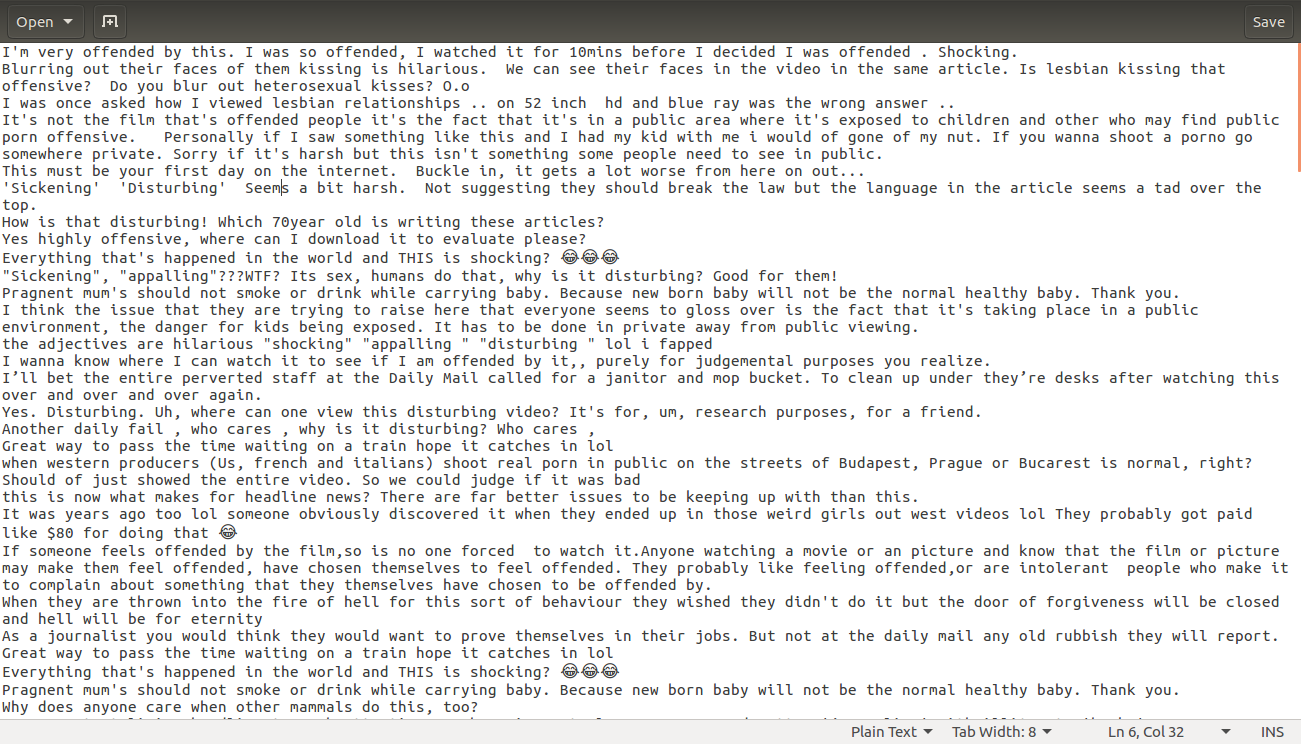 Open
Save
I'm very offended by this. I was so offended, I watched it for 10mins before I decided I was offended . Shocking.
Blurring out their faces of them kissing is hilarious.  We can see their faces in the video in the same article. Is lesbian kissing that
offensive?  Do you blur out heterosexual kisses? O.o
I was once asked how I viewed lesbian relationships .. on 52 inch  hd and blue ray was the wrong answer ..
It's not the film that's offended people it's the fact that it's in a public area where it's exposed to children and other who may find public
porn offensive.   Personally if I saw something like this and I had my kid with me i would of gone of my nut. If you wanna shoot a porno go
somewhere private. Sorry if it's harsh but this isn't something some people need to see in public.
This must be your first day on the internet.  Buckle in, it gets a lot worse from here on out...
'Sickening'  'Disturbing'  Seems a bit harsh.  Not suggesting they should break the law but the language in the article seems a tad over the
top.
How is that disturbing! Which 70year old is writing these articles?
Yes highly offensive, where can I download it to evaluate please?
Everything that's happened in the world and THIS is shocking? 😂😂😂
"Sickening", "appalling"???WTF? Its sex, humans do that, why is it disturbing? Good for them!
Pragnent mum's should not smoke or drink while carrying baby. Because new born baby will not be the normal healthy baby. Thank you.
I think the issue that they are trying to raise here that everyone seems to gloss over is the fact that it's taking place in a public
environment, the danger for kids being exposed. It has to be done in private away from public viewing.
the adjectives are hilarious "shocking" "appalling " "disturbing " lol i fapped
I wanna know where I can watch it to see if I am offended by it,, purely for judgemental purposes you realize.
I’ll bet the entire perverted staff at the Daily Mail called for a janitor and mop bucket. To clean up under they’re desks after watching this
over and over and over again.
Yes. Disturbing. Uh, where can one view this disturbing video? It's for, um, research purposes, for a friend.
Another daily fail , who cares , why is it disturbing? Who cares ,
Great way to pass the time waiting on a train hope it catches in lol
when western producers (Us, french and italians) shoot real porn in public on the streets of Budapest, Prague or Bucarest is normal, right?
Should of just showed the entire video. So we could judge if it was bad
this is now what makes for headline news? There are far better issues to be keeping up with than this.
It was years ago too lol someone obviously discovered it when they ended up in those weird girls out west videos lol They probably got paid
like $80 for doing that 😂
If someone feels offended by the film,so is no one forced  to watch it.Anyone watching a movie or an picture and know that the film or picture
may make them feel offended, have chosen themselves to feel offended. They probably like feeling offended,or are intolerant  people who make it
to complain about something that they themselves have chosen to be offended by.
When they are thrown into the fire of hell for this sort of behaviour they wished they didn't do it but the door of forgiveness will be closed
and hell will be for eternity
As a journalist you would think they would want to prove themselves in their jobs. But not at the daily mail any old rubbish they will report.
Great way to pass the time waiting on a train hope it catches in lol
Everything that's happened in the world and THIS is shocking? 😂😂😂
Pragnent mum's should not smoke or drink while carrying baby. Because new born baby will not be the normal healthy baby. Thank you.
Why does anyone care when other mammals do this, too?
Plain Text
Tab Width: 8
Ln 6, Col 32
INS